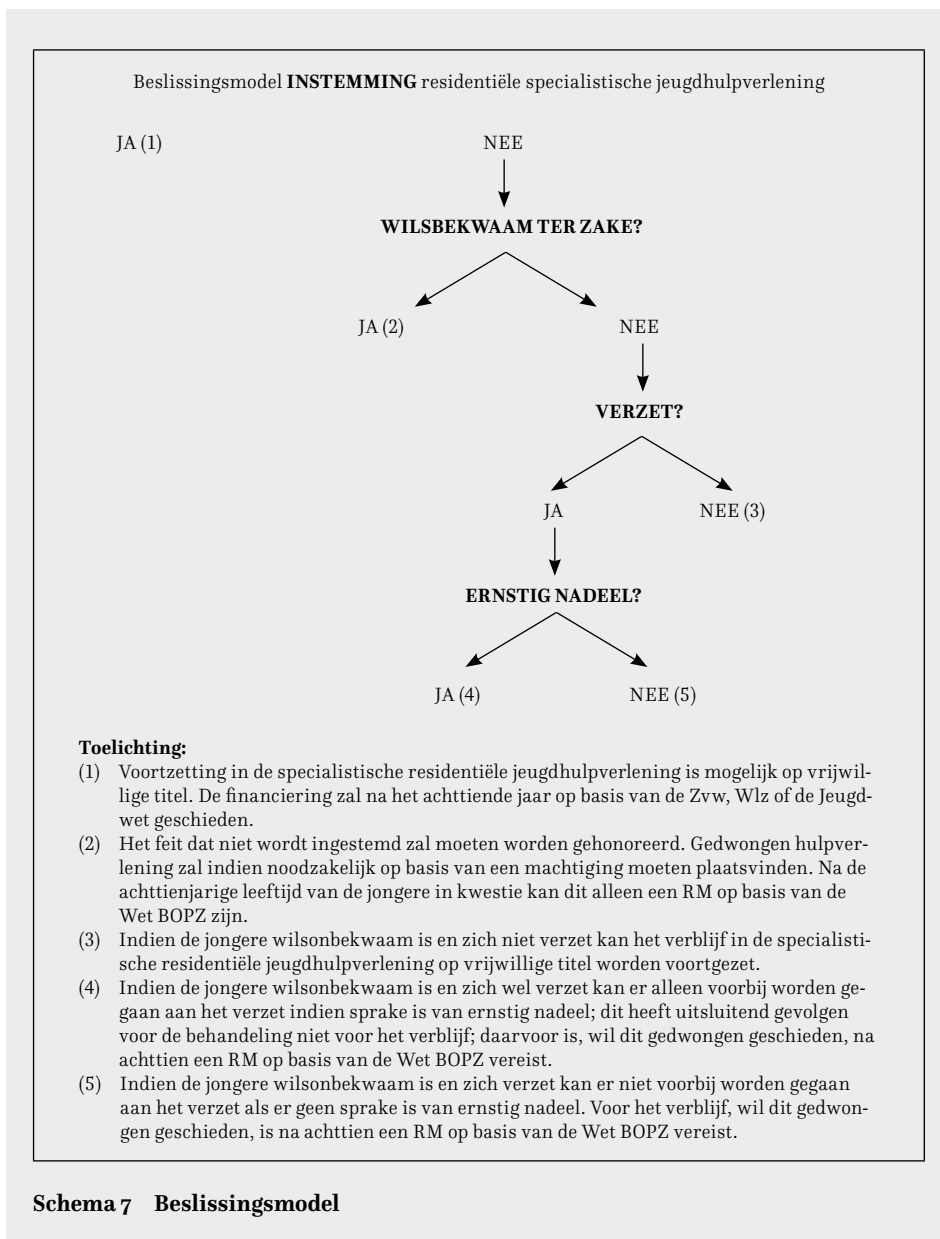 Beslissingsmodel INSTEMMING residentiële specialistische jeugdhulpverlening
JA (1) NEE
WILSBEKWAAM TER ZAKE?
JA (2) NEE
VERZET?
JA NEE (3)
ERNSTIG NADEEL?
JA (4) NEE (5)
Toelichting:
(1) Voortzetting in de specialistische residentiële jeugdhulpverlening is mogelijk op vrijwil-
lige titel. De financiering zal na het achttiende jaar op basis van de Zvw, Wlz of de Jeugd-
wet geschieden.
(2) Het feit dat niet wordt ingestemd zal moeten worden gehonoreerd. Gedwongen hulpver-
lening zal indien noodzakelijk op basis van een machtiging moeten plaatsvinden. Na de
achttienjarige leeftijd van de jongere in kwestie kan dit alleen een RM op basis van de
Wet BOPZ zijn.
(3) Indien de jongere wilsonbekwaam is en zich niet verzet kan het verblijf in de specialisti-
sche residentiële jeugdhulpverlening op vrijwillige titel worden voortgezet.
(4) Indien de jongere wilsonbekwaam is en zich wel verzet kan er alleen voorbij worden ge-
gaan aan het verzet indien sprake is van ernstig nadeel; dit heeft uitsluitend gevolgen
voor de behandeling niet voor het verblijf; daarvoor is, wil dit gedwongen geschieden, na
achttien een RM op basis van de Wet BOPZ vereist.
(5) Indien de jongere wilsonbekwaam is en zich verzet kan er niet voorbij worden gegaan
aan het verzet als er geen sprake is van ernstig nadeel. Voor het verblijf, wil dit gedwon-
gen geschieden, is na achttien een RM op basis van de Wet BOPZ vereist.
Schema 7 Beslissingsmodel